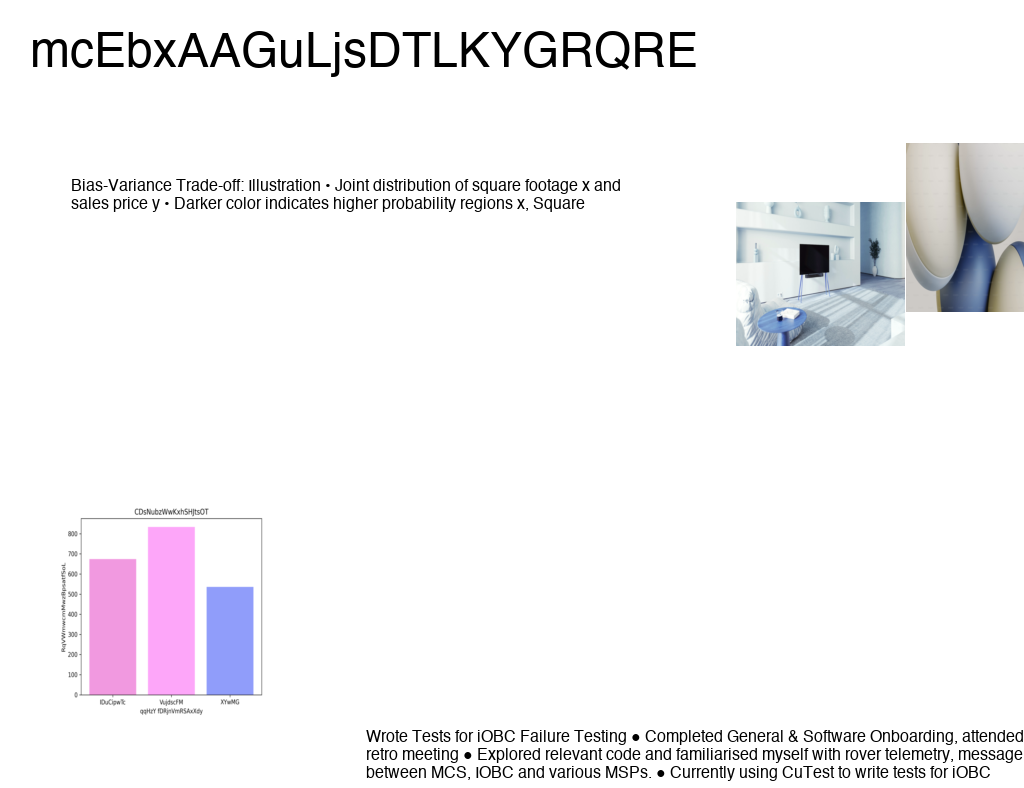 mcEbxAAGuLjsDTLKYGRQRE
Bias-Variance Trade-off: Illustration • Joint distribution of square footage x and
sales price y • Darker color indicates higher probability regions x, Square
CDsNubzWwKxhSHJtsOT
800
700
600
500
400
300
200
100
0
IDuCipwTc
VujdscFM
XYwMG
qqHzY fDRjnVmRSAxXdy
Wrote Tests for iOBC Failure Testing ● Completed General & Software Onboarding, attended
retro meeting ● Explored relevant code and familiarised myself with rover telemetry, message
between MCS, IOBC and various MSPs. ● Currently using CuTest to write tests for iOBC